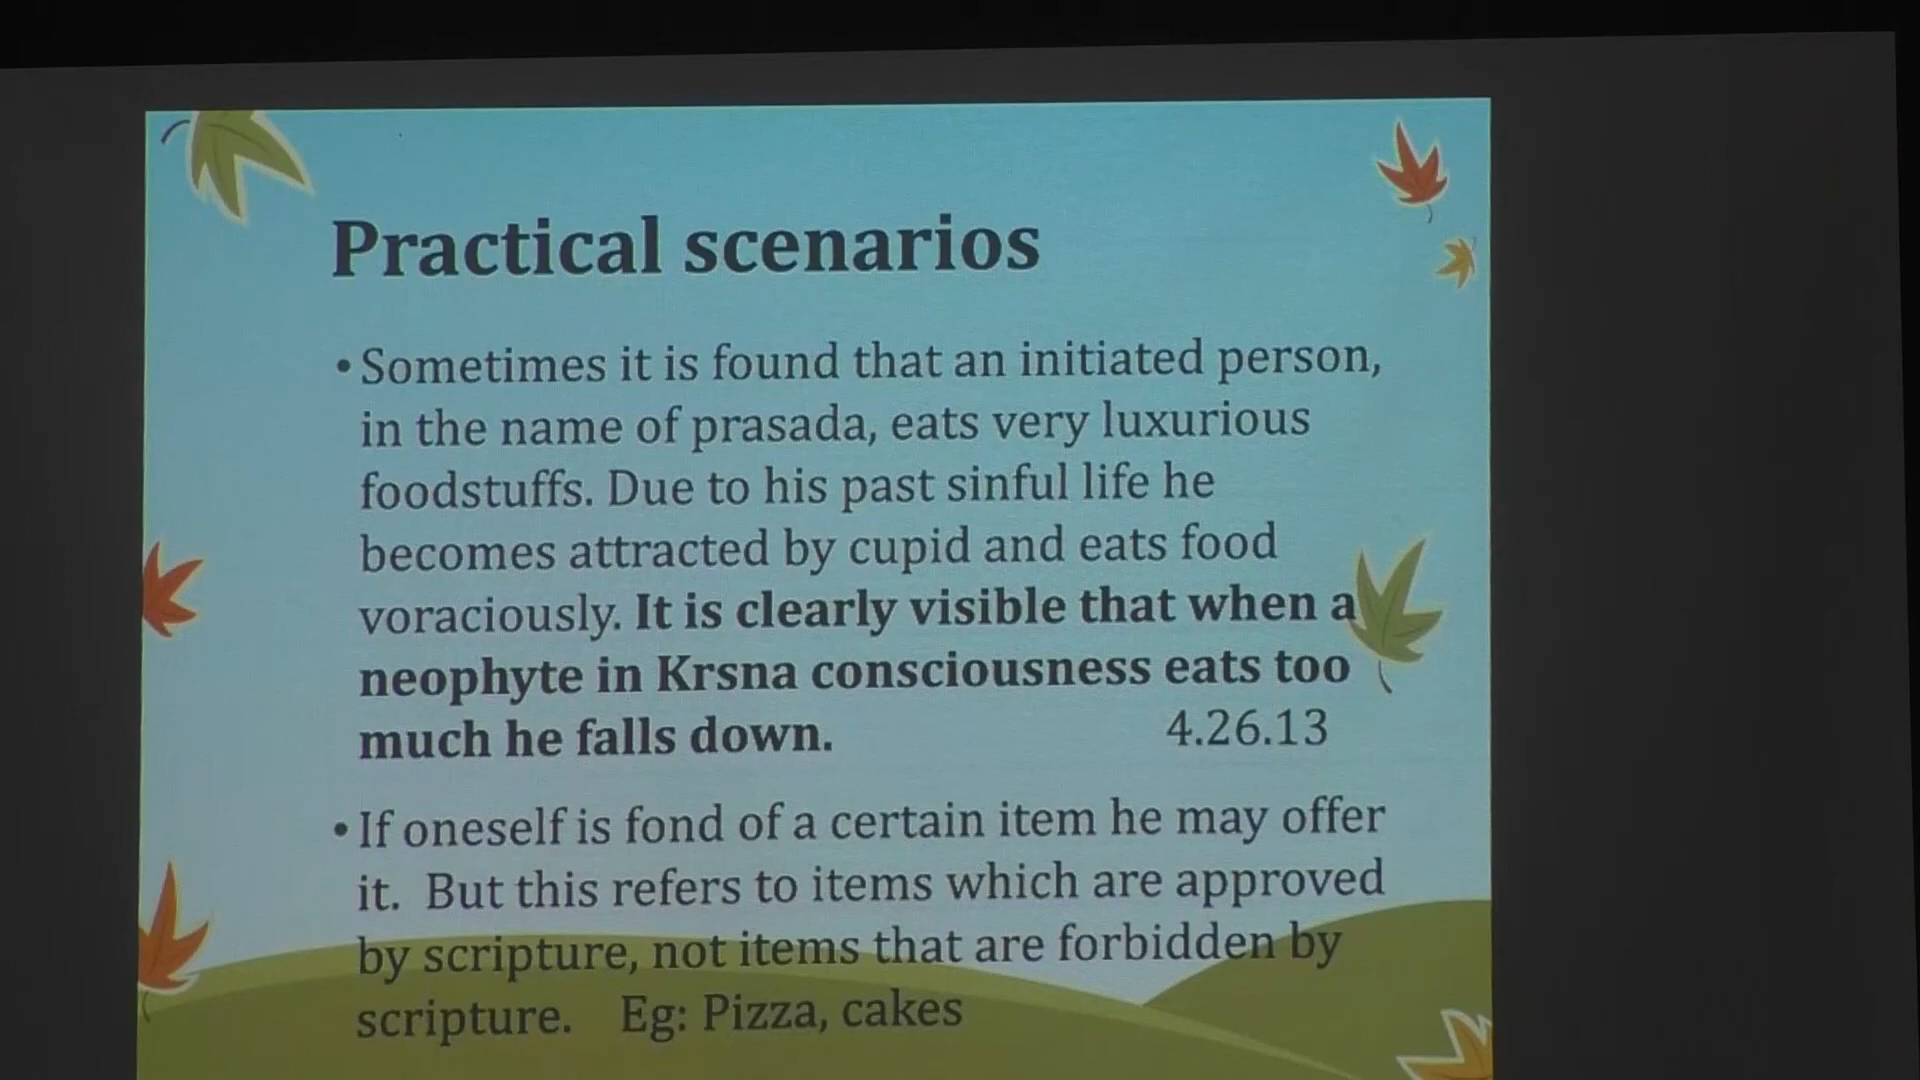 Practical scenarios
• Sometimes it is found that an initiated person,
in the name of prasada, eats very luxurious
foodstuffs. Due to his past sinful life he
becomes attracted by cupid and eats food
voraciously. It is clearly visible that when a
neophyte in Krsna consciousness eats too
much he falls down. 4.26.13
• If oneself is fond of a certain item he may offer
it. But this refers to items which are approved
by scripture, not items that are forbidden by
scripture. Eg: Pizza, cakes